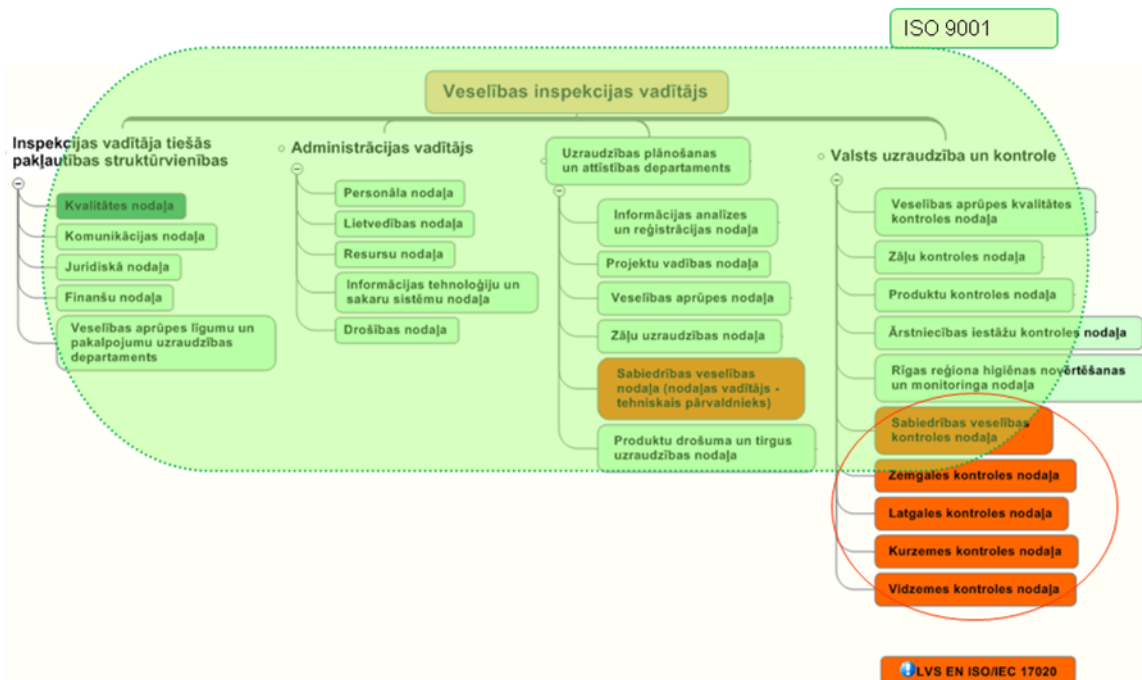 ISO 9001
Veselības inspekcijas vadītājs
Inspekcijas vadītāja tiešās
pakļautības struktūrvienības
Kvalitātes nodaļa
Komunikācijas nodaļa
Juridiskā nodaļa
Finanšu nodaļa
Veselības aprūpes līgumu un
pakalpojumu uzraudzības
departaments
Administrācijas vadītājs
Personāla nodaļa
Lietvedības nodaļa
Resursu nodaļa
Informācijas tehnoloģiju un
sakaru sistēmu nodaļa
Drošības nodaļa
Uzraudzības plānošanas
un attīstības departaments
Informācijas analīzes
un reģistrācijas nodaļa
Projektu vadības nodaļa
Veselības aprūpes nodaļa
Zāļu uzraudzības nodaļa
Sabiedrības veselības
nodaļa (nodaļas vadītājs -
tehniskais pārvaldnieks)
Produktu drošuma un tirgus
uzraudzības nodaļa
Valsts uzraudzība un kontrole
Veselības aprūpes kvalitātes
kontroles nodaļa
Zāļu kontroles nodaļa
Produktu kontroles nodaļa
Ārstniecības iestāžu kontroles nodaļa
Rīgas reģiona higiēnas novērtēšanas
un monitoringa nodaļa
Sabiedrības veselības
kontroles nodaļa
Zemgales kontroles nodaļa
Latgales kontroles nodaļa
Kurzemes kontroles nodaļa
Vidzemes kontroles nodaļa
LVS EN ISO/IEC 17020